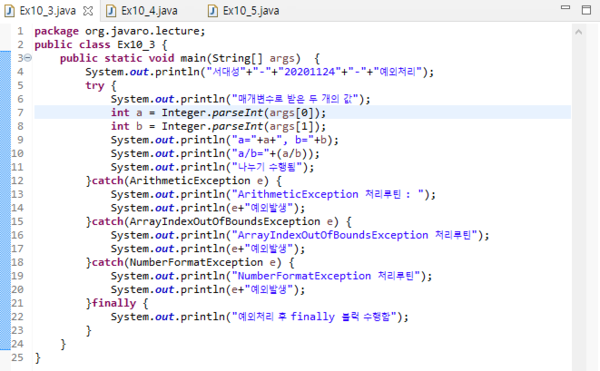 Ex10_3.java Ex10_4.java Ex10_5.java
1 package org.javaro.lecture;
2 public class Ex10_3 {
3 public static void main(String[] args) {
4 System.out.println("서대성"+"-"+"20201124"+"-"+"예외처리");
5 try {
6 System.out.println("매개변수로 받은 두 개의 값");
7 int a = Integer.parseInt(args[0]);
8 int b = Integer.parseInt(args[1]);
9 System.out.println("a="+a+", b="+b);
10 System.out.println("a/b="+(a/b));
11 System.out.println("나누기 수행됨");
12 }catch(ArithmeticException e) {
13 System.out.println("ArithmeticException 처리루틴 : ");
14 System.out.println(e+"예외발생");
15 }catch(ArrayIndexOutOfBoundsException e) {
16 System.out.println("ArrayIndexOutOfBoundsException 처리루틴");
17 System.out.println(e+"예외발생");
18 }catch(NumberFormatException e) {
19 System.out.println("NumberFormatException 처리루틴");
20 System.out.println(e+"예외발생");
21 }finally {
22 System.out.println("예외처리 후 finally 블럭 수행함");
23 }
24 }
25 }